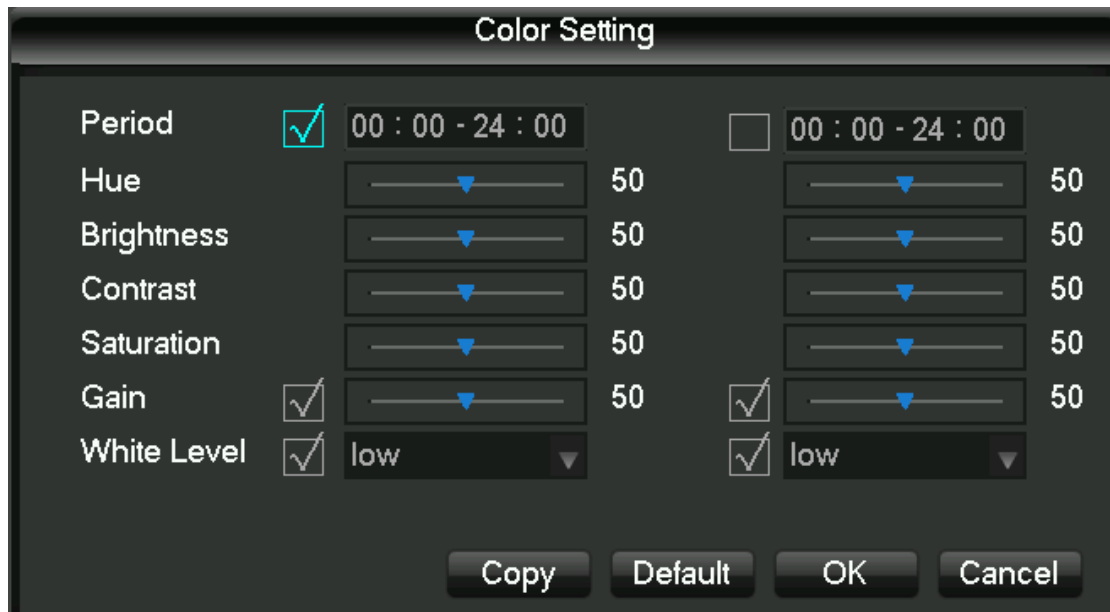 Color Setting
Period 00 : 00 - 24 : 00 00 : 00 - 24 : 00
Hue 50 50
Brightness 50 50
Contrast 50 50
Saturation 50 50
Gain 50 50
White Level low low
Copy Default OK Cancel